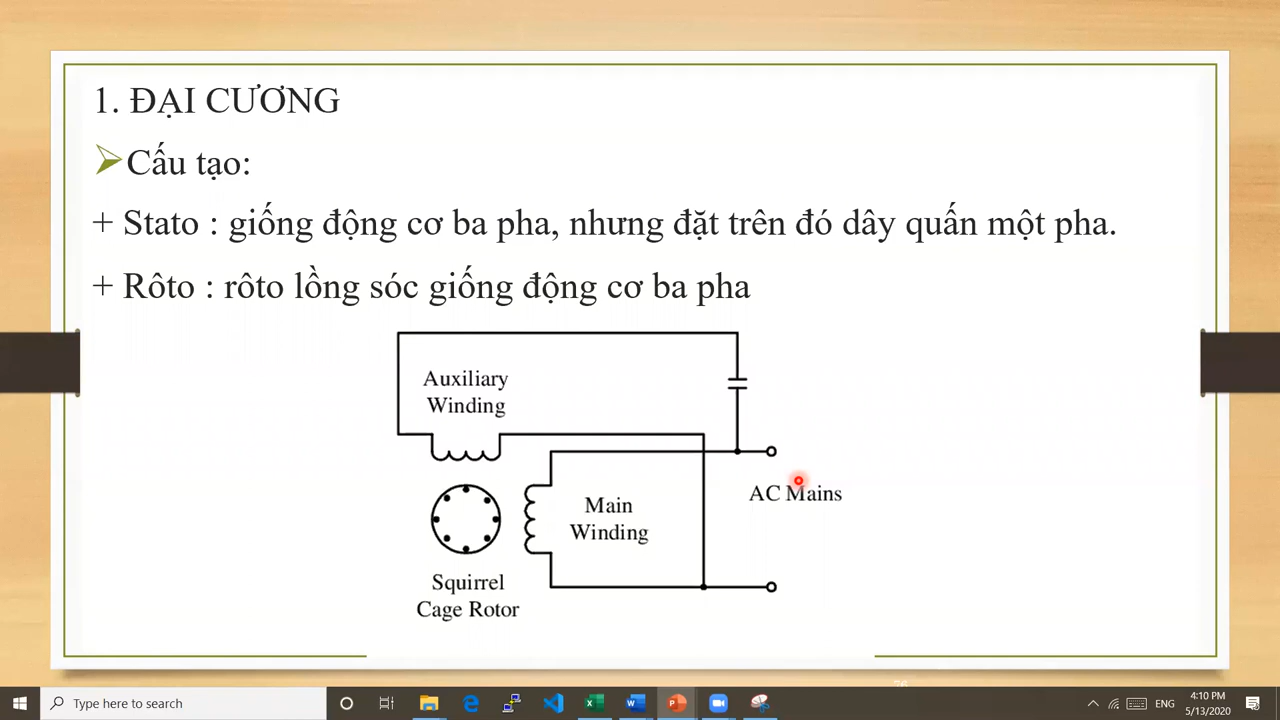 1. ĐẠI CƯƠNG
Cấu tạo:
+ Stato : giống động cơ ba pha, nhưng đặt trên đó dây quấn một pha.
+ Rôto : rôto lồng sóc giống động cơ ba pha
Auxiliary
Winding
AC Mains
Main
Winding
Squirrel
Cage Rotor
76
Type here to search
ENG
4:10 PM
5/13/2020